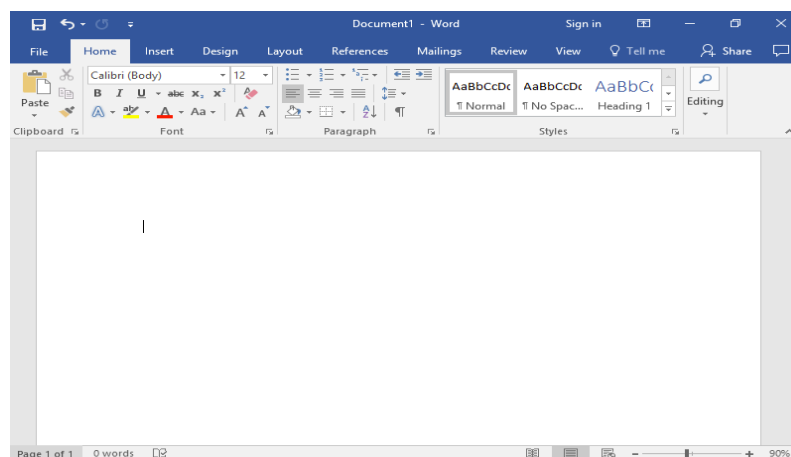 Document1 - Word Sign in
File Home Insert Design Layout References Mailings Review View Tell me Share
Calibri (Body) 12
B I U abc X₂ X²
A aby A Aa A A
Paste
AaBbCcDc AaBbCcDc AaBbCc
¶ Normal ¶ No Spac... Heading 1
Editing
Clipboard Font Paragraph Styles
Page 1 of 1 0 words 90%